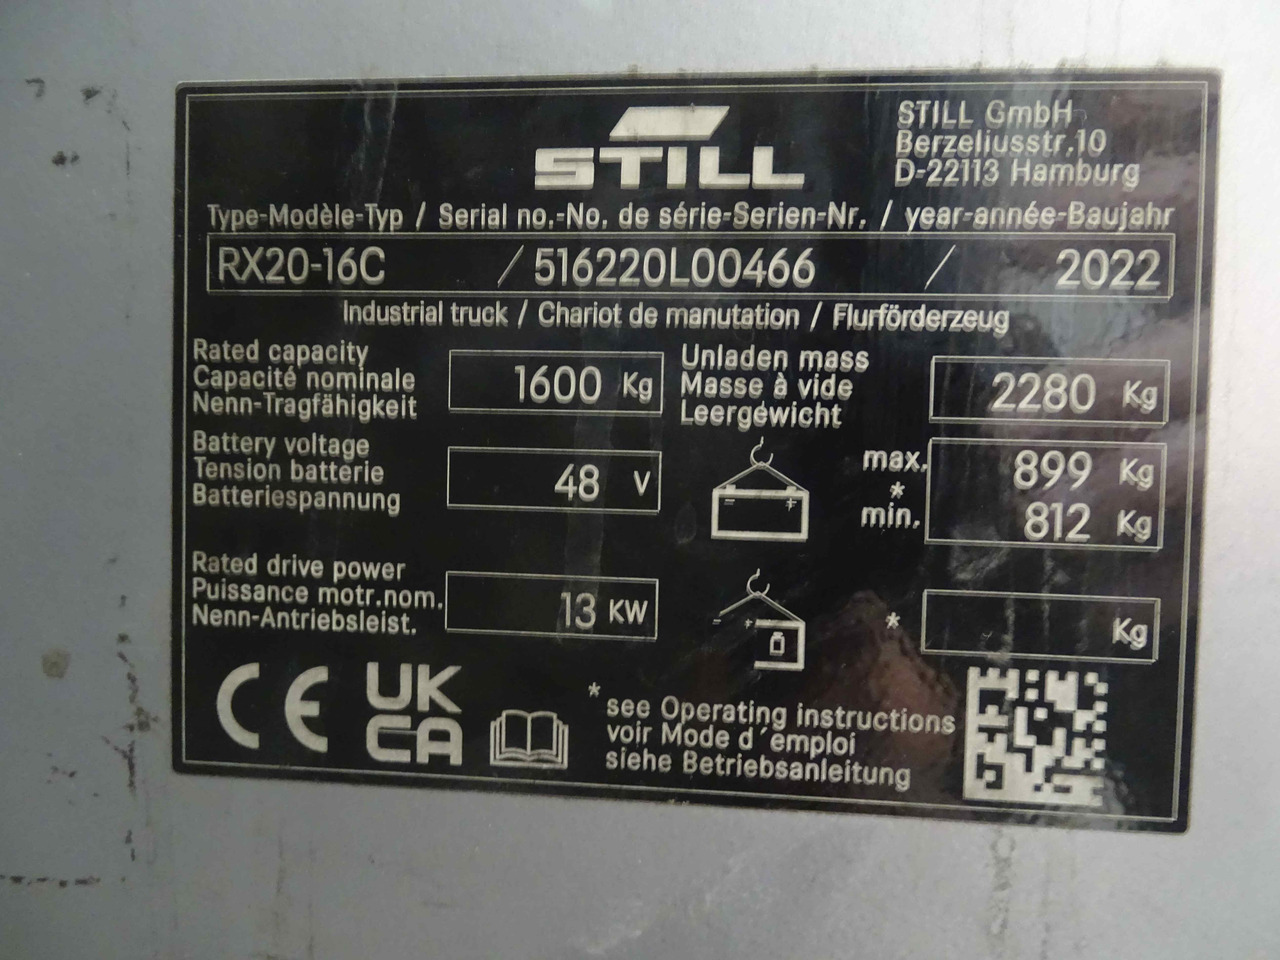 STILL
STILL GmbH
Berzeliusstr.10
D-22113 Hamburg
Type-Modèle-Typ / Serial no.-No. de série-Serien-Nr. / year-année-Baujahr
RX20-16C / 516220L00466 / 2022
Industrial truck / Chariot de manutation / Flurförderzeug
Rated capacity
Capacité nominale
Nenn-Tragfähigkeit
1600 Kg
Unladen mass
Masse à vide
Leergewicht
2280 Kg
Battery voltage
Tension batterie
Batteriespannung
48 V
- +
max. 899 Kg
*
min. 812 Kg
Rated drive power
Puissance motr.nom.
Nenn-Antriebsleist.
13 KW
- +
* Kg
CE
UK
CA
* see Operating instructions
voir Mode d´emploi
siehe Betriebsanleitung